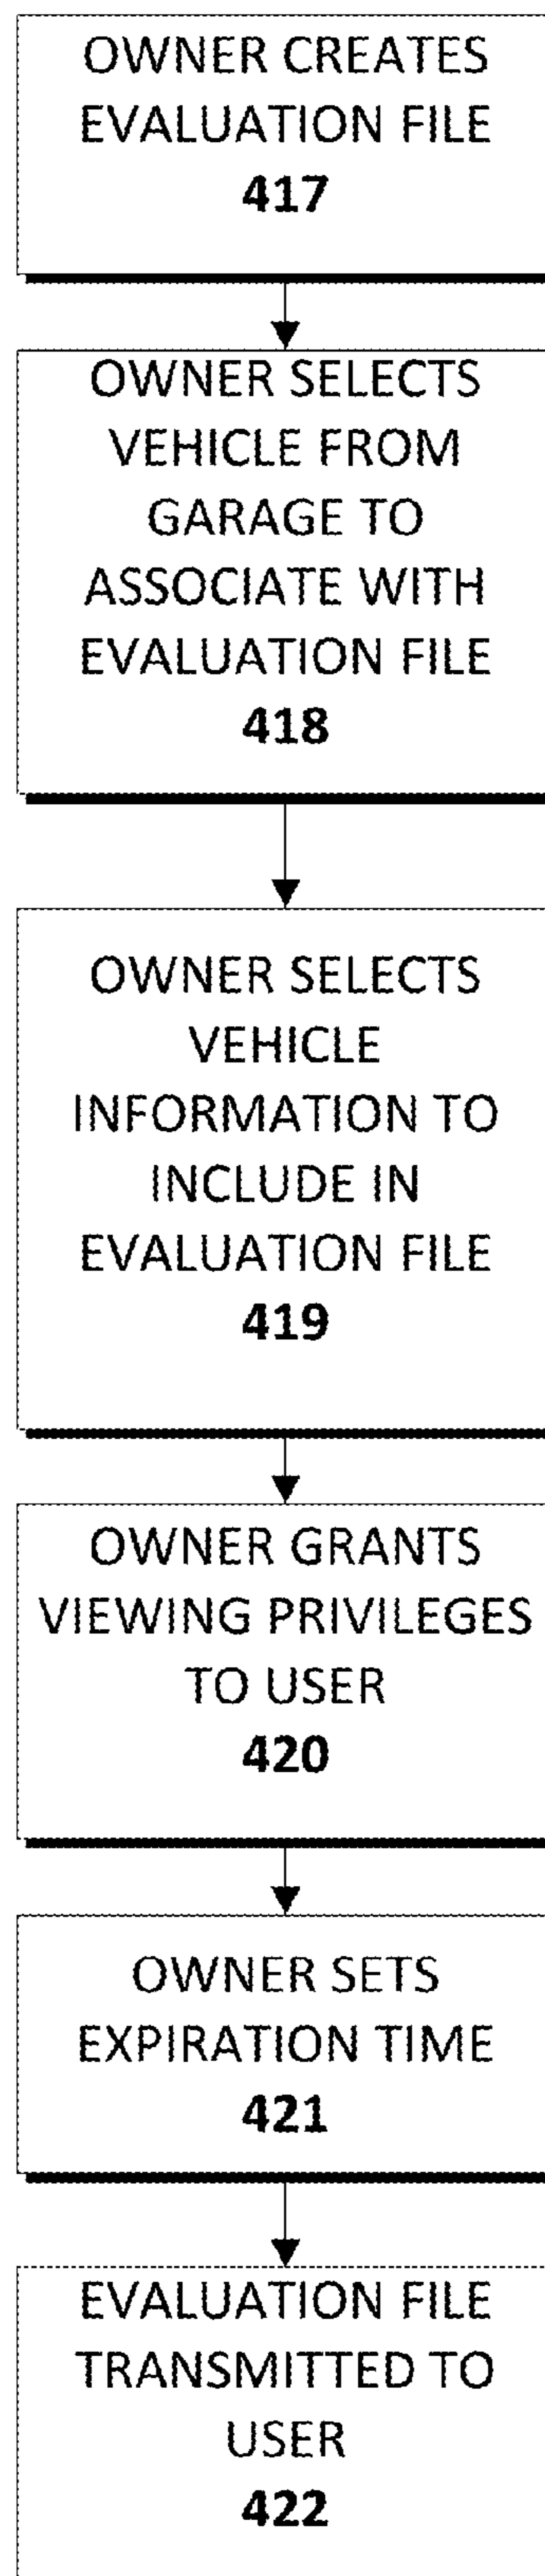 OWNER CREATES
EVALUATION FILE
417
OWNER SELECTS
VEHICLE FROM
GARAGE TO
ASSOCIATE WITH
EVALUATION FILE
418
OWNER SELECTS
VEHICLE
INFORMATION TO
INCLUDE IN
EVALUATION FILE
419
OWNER GRANTS
VIEWING PRIVILEGES
TO USER
420
OWNER SETS
EXPIRATION TIME
421
EVALUATION FILE
TRANSMITTED TO
USER
422